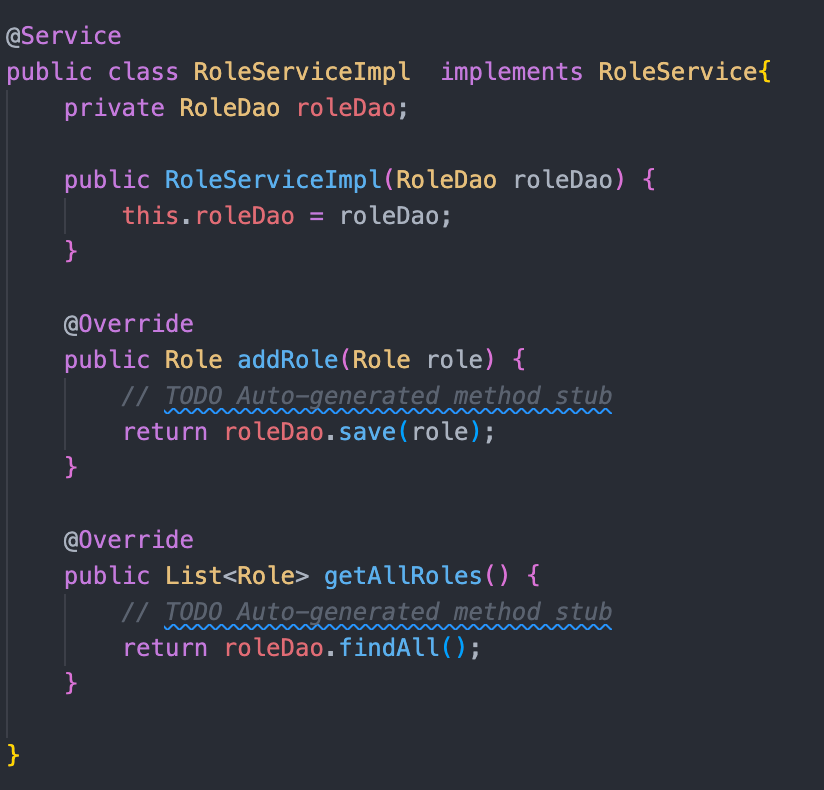 @Service
public class RoleServiceImpl  implements RoleService{
    private RoleDao roleDao;

    public RoleServiceImpl(RoleDao roleDao) {
        this.roleDao = roleDao;
    }

    @Override
    public Role addRole(Role role) {
        // TODO Auto-generated method stub
        return roleDao.save(role);
    }

    @Override
    public List<Role> getAllRoles() {
        // TODO Auto-generated method stub
        return roleDao.findAll();
    }

}